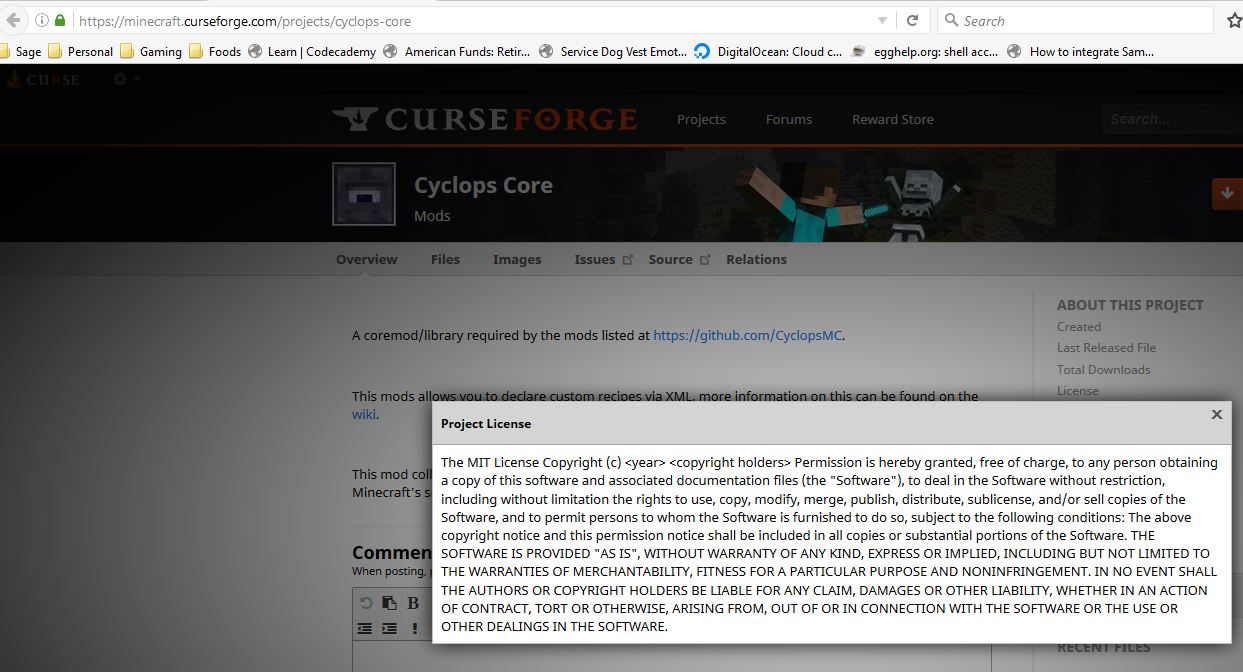 https://minecraft.curseforge.com/projects/cyclops-core
Search
Sage Personal Gaming Foods Learn | Codecademy American Funds: Retir... Service Dog Vest Emot... DigitalOcean: Cloud c... egghelp.org: shell acc... How to integrate Sam...
CURSE
CURSEFORGE Projects Forums Reward Store Search...
Cyclops Core
Mods
Overview Files Images Issues Source Relations
A coremod/library required by the mods listed at https://github.com/CyclopsMC.
This mods allows you to declare custom recipes via XML, more information on this can be found on the
wiki.
This mod coll
Minecraft's s
Commen
When posting,
B
ABOUT THIS PROJECT
Created
Last Released File
Total Downloads
License
Project License
The MIT License Copyright (c) <year> <copyright holders> Permission is hereby granted, free of charge, to any person obtaining
a copy of this software and associated documentation files (the "Software"), to deal in the Software without restriction,
including without limitation the rights to use, copy, modify, merge, publish, distribute, sublicense, and/or sell copies of the
Software, and to permit persons to whom the Software is furnished to do so, subject to the following conditions: The above
copyright notice and this permission notice shall be included in all copies or substantial portions of the Software. THE
SOFTWARE IS PROVIDED "AS IS", WITHOUT WARRANTY OF ANY KIND, EXPRESS OR IMPLIED, INCLUDING BUT NOT LIMITED TO
THE WARRANTIES OF MERCHANTABILITY, FITNESS FOR A PARTICULAR PURPOSE AND NONINFRINGEMENT. IN NO EVENT SHALL
THE AUTHORS OR COPYRIGHT HOLDERS BE LIABLE FOR ANY CLAIM, DAMAGES OR OTHER LIABILITY, WHETHER IN AN ACTION
OF CONTRACT, TORT OR OTHERWISE, ARISING FROM, OUT OF OR IN CONNECTION WITH THE SOFTWARE OR THE USE OR
OTHER DEALINGS IN THE SOFTWARE.
RECENT FILES